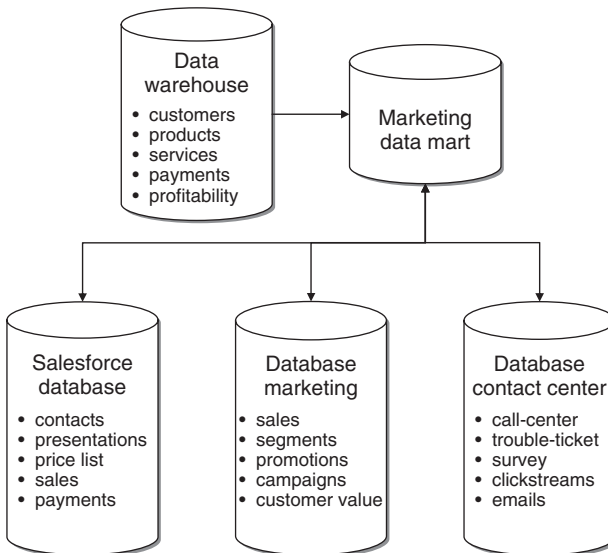 Data
warehouse
• customers
• products
• services
• payments
• profitability
Marketing
data mart
Salesforce
database
• contacts
• presentations
• price list
• sales
• payments
Database
marketing
• sales
• segments
• promotions
• campaigns
• customer value
Database
contact center
• call-center
• trouble-ticket
• survey
• clickstreams
• emails